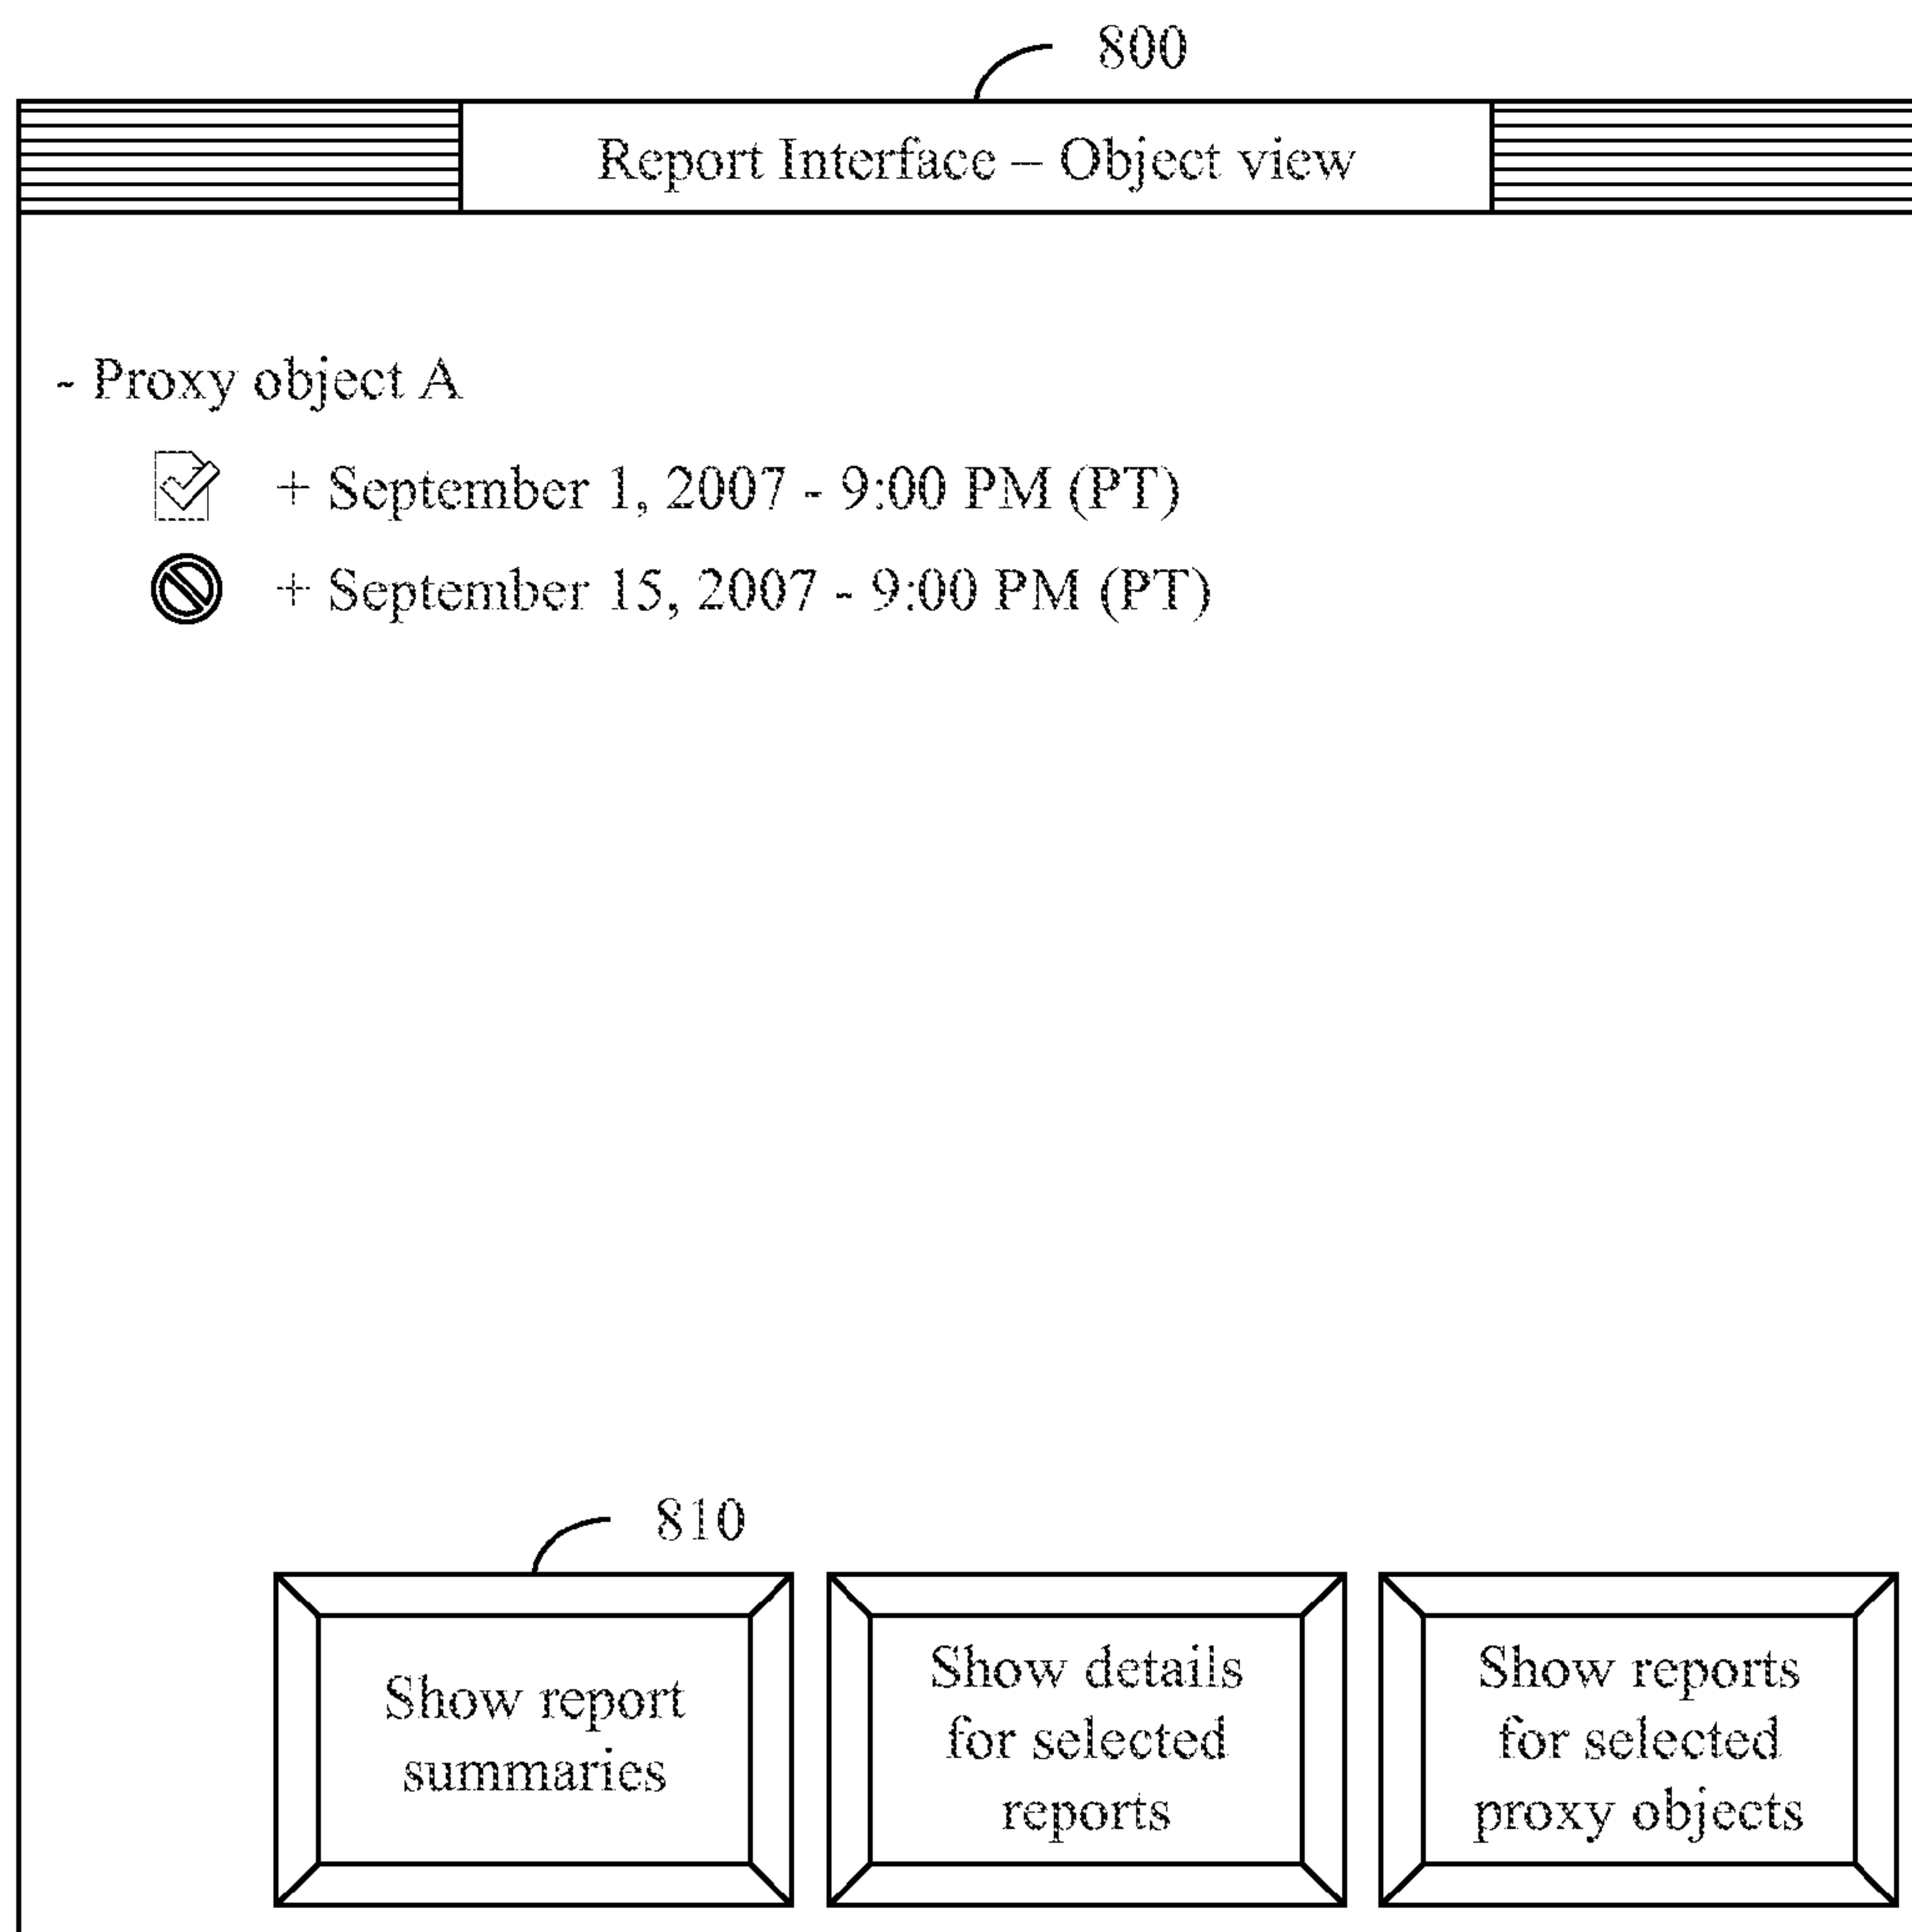 800
Report Interface – Object view
- Proxy object A
+ September 1, 2007 - 9:00 PM (PT)
+ September 15, 2007 - 9:00 PM (PT)
810
Show report
summaries
Show details
for selected
reports
Show reports
for selected
proxy objects